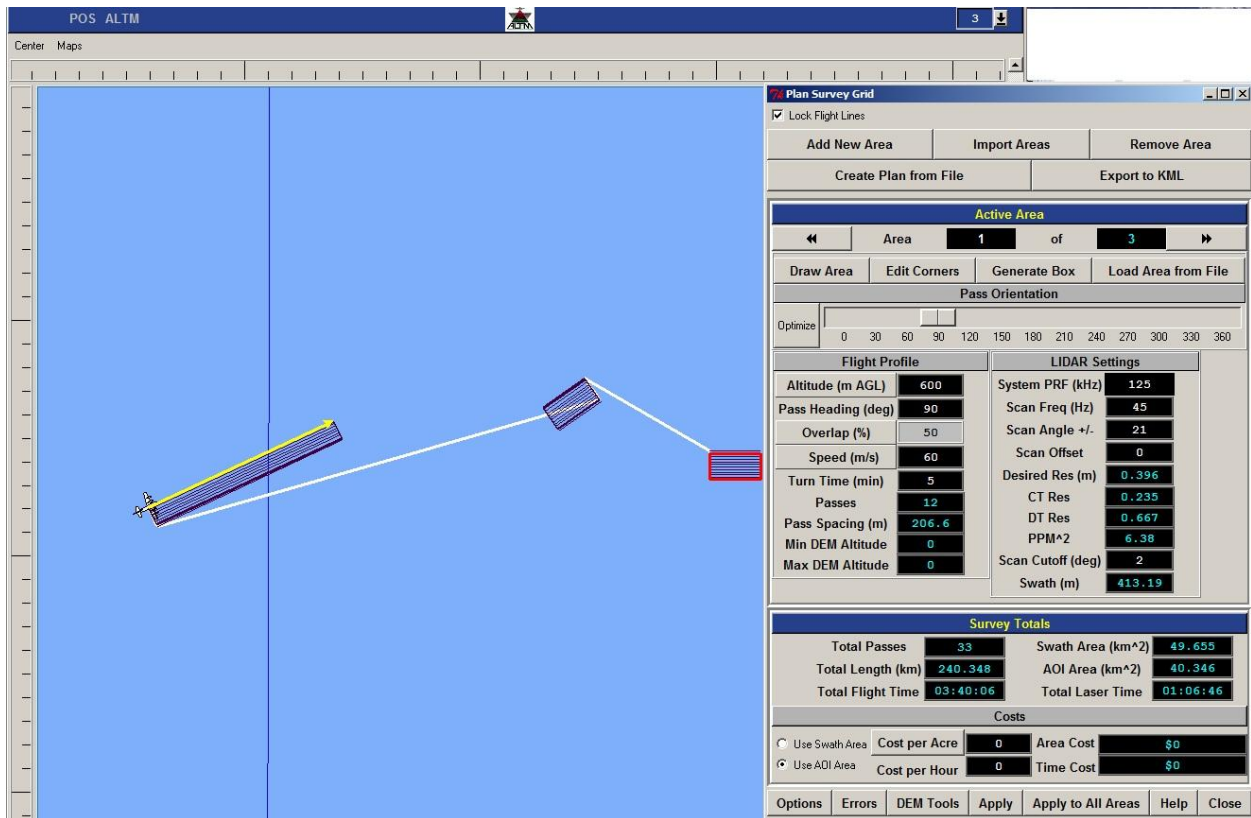 POS ALTM
ALTM
3
Center Maps
Plan Survey Grid
Lock Flight Lines
Add New Area Import Areas Remove Area
Create Plan from File Export to KML
Active Area
Area 1 of 3
Draw Area Edit Corners Generate Box Load Area from File
Pass Orientation
Optimize
0 30 60 90 120 150 180 210 240 270 300 330 360
Flight Profile
Altitude (m AGL) 600
Pass Heading (deg) 90
Overlap (%) 50
Speed (m/s) 60
Turn Time (min) 5
Passes 12
Pass Spacing (m) 206.6
Min DEM Altitude 0
Max DEM Altitude 0
LIDAR Settings
System PRF (kHz) 125
Scan Freq (Hz) 45
Scan Angle +/- 21
Scan Offset 0
Desired Res (m) 0.396
CT Res 0.235
DT Res 0.667
PPM^2 6.38
Scan Cutoff (deg) 2
Swath (m) 413.19
Survey Totals
Total Passes 33 Swath Area (km^2) 49.655
Total Length (km) 240.348 AOI Area (km^2) 40.346
Total Flight Time 03:40:06 Total Laser Time 01:06:46
Costs
Use Swath Area Cost per Acre 0 Area Cost $0
Use AOI Area Cost per Hour 0 Time Cost $0
Options Errors DEM Tools Apply Apply to All Areas Help Close